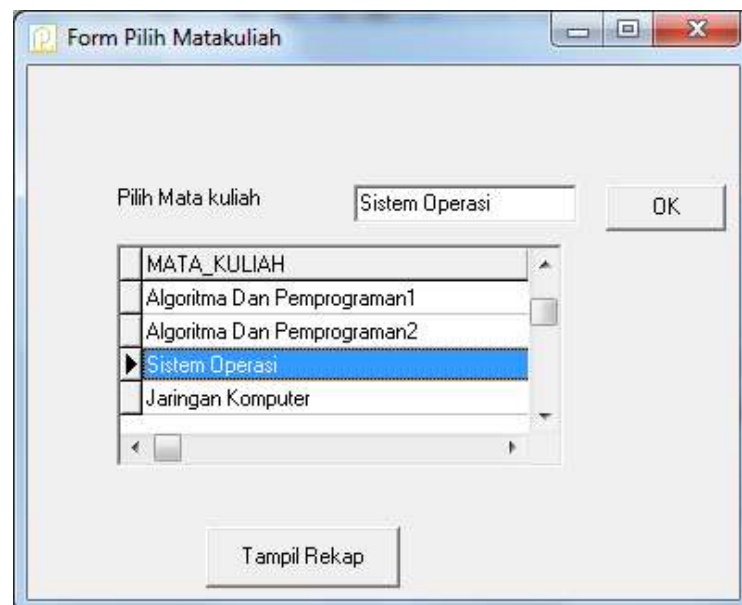 Form Pilih Matakuliah
Pilih Mata kuliah Sistem Operasi OK
MATA_KULIAH
Algoritma Dan Pemprograman1
Algoritma Dan Pemprograman2
Sistem Operasi
Jaringan Komputer
Tampil Rekap